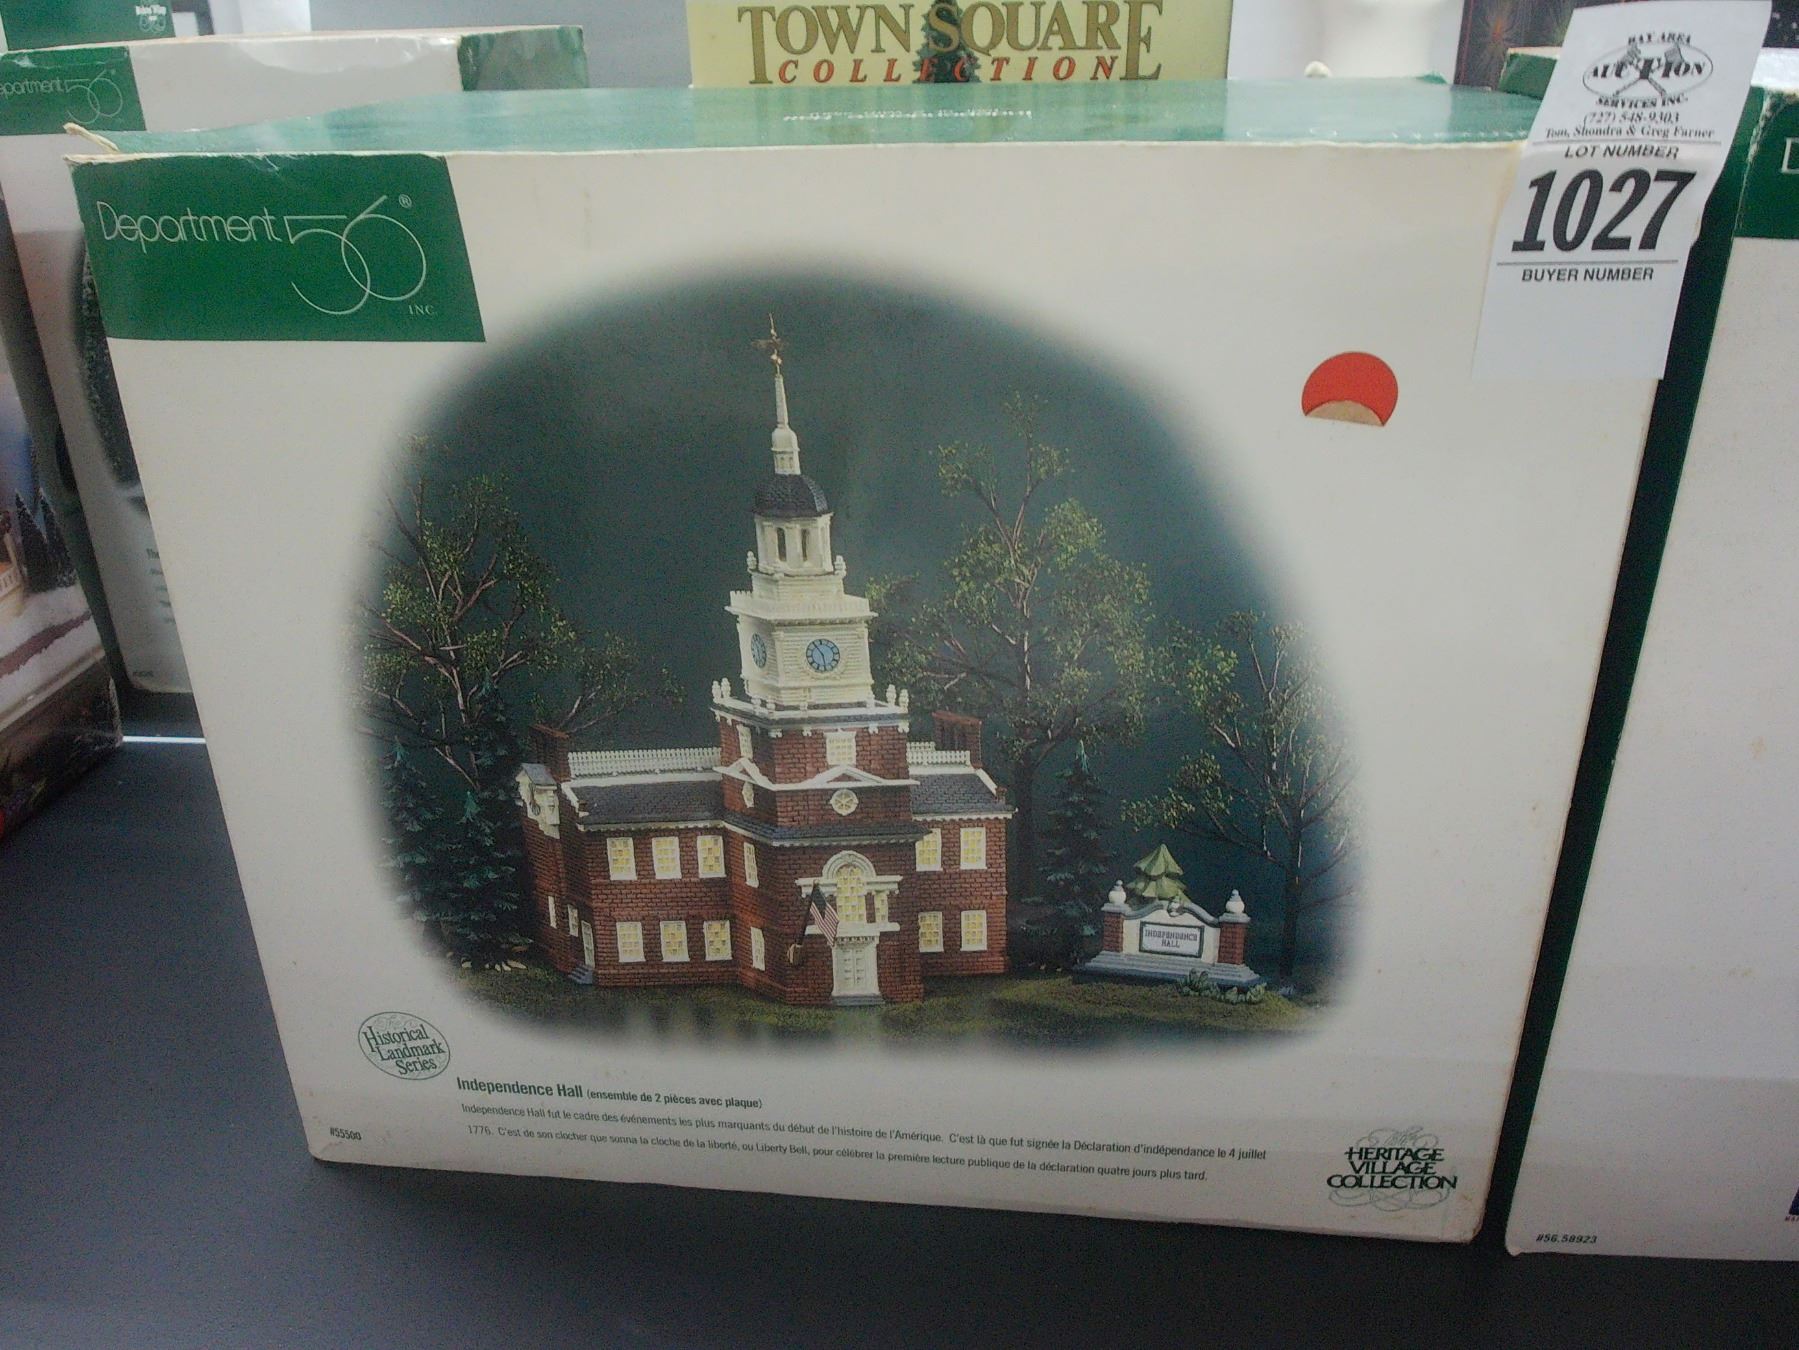 TOWN SQUARE
COLLECTION
BAY AREA
AUCTION
SERVICES INC.
(727) 548-9303
Tom, Shondra & Greg Farner
LOT NUMBER
1027
BUYER NUMBER
Department 56®
INC.
Department 56
INDEPENDENCE
HALL
The Historical
Landmark
Series
Independence Hall (ensemble de 2 pièces avec plaque)
Independence Hall fut le cadre des événements les plus marquants du début de l'histoire de l'Amérique. C'est là que fut signée la Déclaration d'indépendance le 4 juillet
1776. C'est de son clocher que sonna la cloche de la liberté, ou Liberty Bell, pour célébrer la première lecture publique de la déclaration quatre jours plus tard.
#55500
The
HERITAGE
VILLAGE
COLLECTION
#56.58923